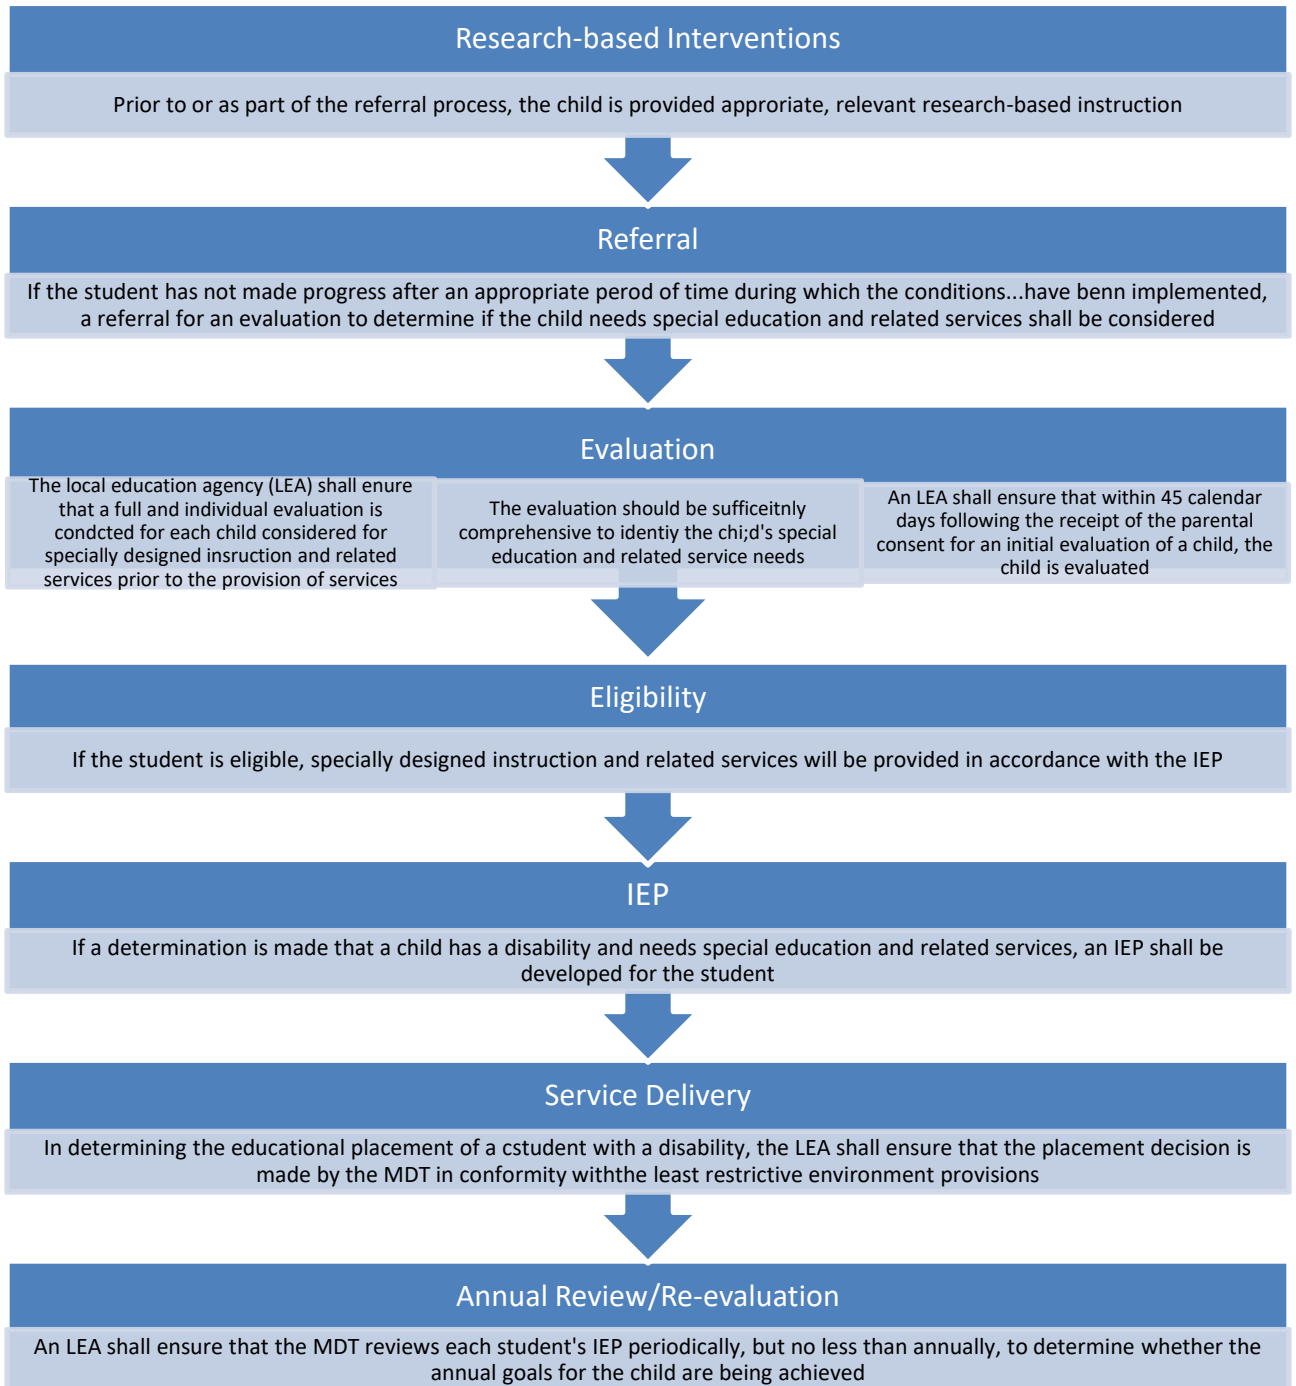 Research-based Interventions
Prior to or as part of the referral process, the child is provided approriate, relevant research-based instruction
Referral
If the student has not made progress after an appropriate perod of time during which the conditions...have benn implemented,
a referral for an evaluation to determine if the child needs special education and related services shall be considered
Evaluation
The local education agency (LEA) shall enure
that a full and individual evaluation is
condcted for each child considered for
specially designed insruction and related
services prior to the provision of services
The evaluation should be sufficeitnly
comprehensive to identiy the chi;d's special
education and related service needs
An LEA shall ensure that within 45 calendar
days following the receipt of the parental
consent for an initial evaluation of a child, the
child is evaluated
Eligibility
If the student is eligible, specially designed instruction and related services will be provided in accordance with the IEP
IEP
If a determination is made that a child has a disability and needs special education and related services, an IEP shall be
developed for the student
Service Delivery
In determining the educational placement of a cstudent with a disability, the LEA shall ensure that the placement decision is
made by the MDT in conformity withthe least restrictive environment provisions
Annual Review/Re-evaluation
An LEA shall ensure that the MDT reviews each student's IEP periodically, but no less than annually, to determine whether the
annual goals for the child are being achieved